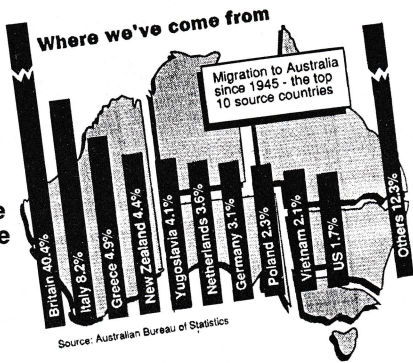 Where we've come from
Migration to Australia
since 1945 - the top
10 source countries
e
e
Britain 40.4%
Italy 8.2%
Greece 4.9%
New Zealand 4.4%
Yugoslavia 4.1%
Netherlands 3.6%
Germany 3.1%
Poland 2.3%
Vietnam 2.1%
US 1.7%
Others 12.3%
Source: Australian Bureau of Statistics